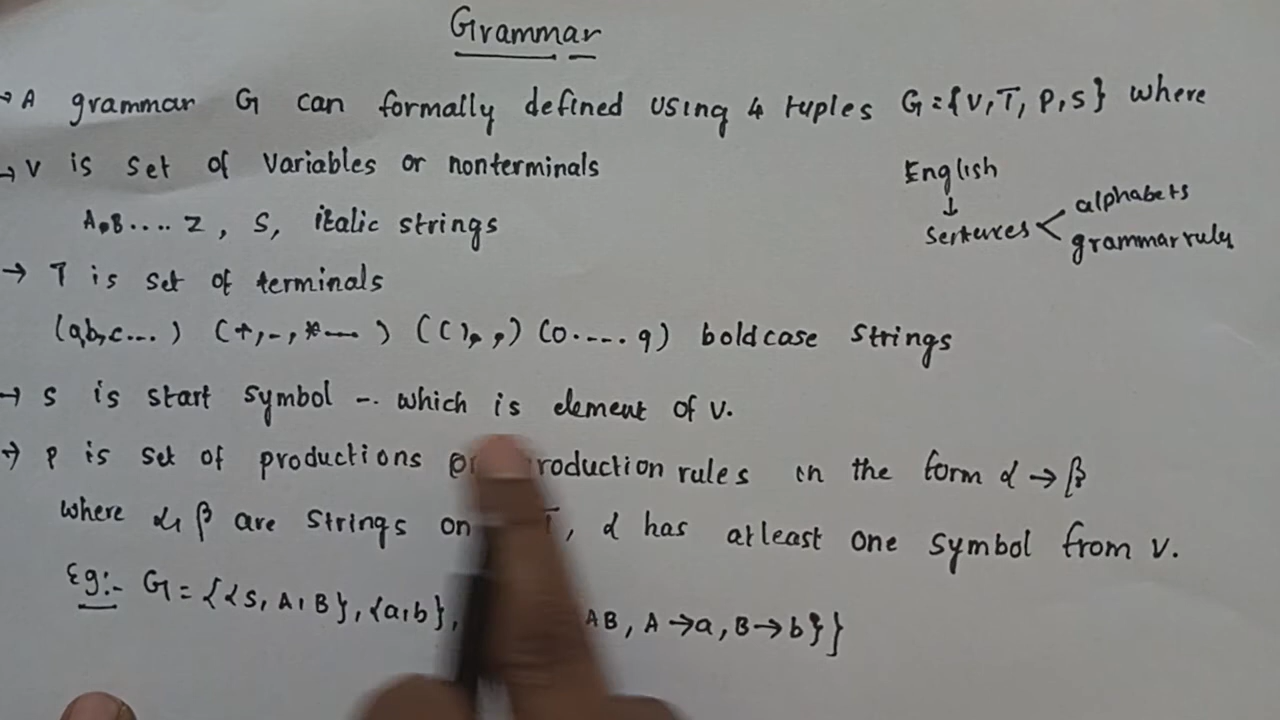 Grammar
→ A grammar G can formally defined using 4 tuples G={V,T,P,S} where
→ V is set of variables or nonterminals
A,B....Z, S, italic strings
English
↓
Sentences < alphabets
grammar rules
→ T is set of terminals
(a,b,c...) (+,-,*---) (( ), ,) (0....9) boldcase strings
→ S is start symbol -. which is element of V.
→ P is set of productions production rules in the form α → β
where α, β are strings on , α has atleast one symbol from V.
Eg:- G = {{S, A, B}, {a,b}, AB, A→a, B→b}}